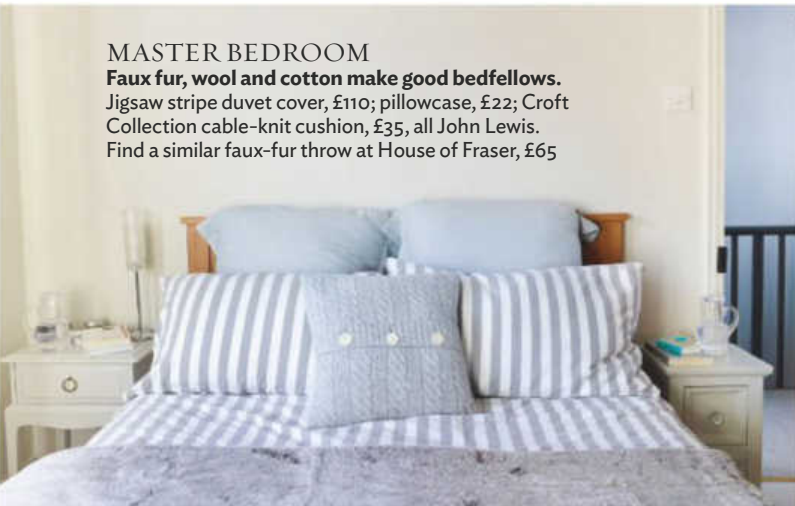 MASTER BEDROOM
Faux fur, wool and cotton make good bedfellows.
Jigsaw stripe duvet cover, £110; pillowcase, £22; Croft
Collection cable-knit cushion, £35, all John Lewis.
Find a similar faux-fur throw at House of Fraser, £65